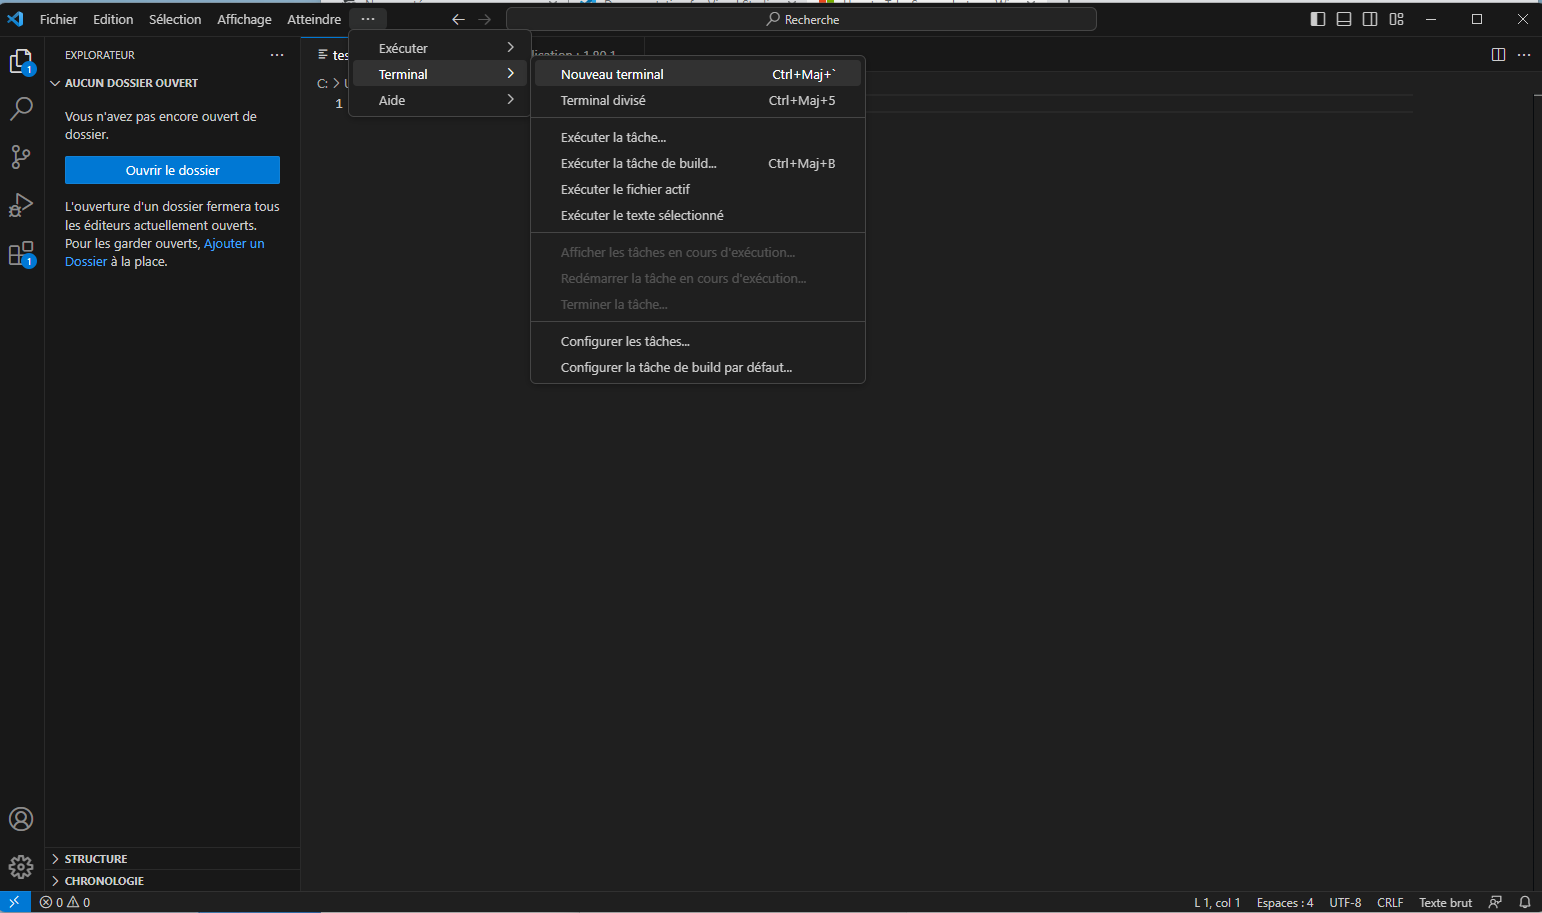 Fichier Edition Sélection Affichage Atteindre ··· Recherche
EXPLORATEUR
AUCUN DOSSIER OUVERT
Vous n'avez pas encore ouvert de
dossier.
Ouvrir le dossier
L'ouverture d'un dossier fermera tous
les éditeurs actuellement ouverts.
Pour les garder ouverts, Ajouter un
Dossier à la place.
STRUCTURE
CHRONOLOGIE
1
1
C:
1
Exécuter
Terminal
Aide
Nouveau terminal Ctrl+Maj+`
Terminal divisé Ctrl+Maj+5
Exécuter la tâche...
Exécuter la tâche de build... Ctrl+Maj+B
Exécuter le fichier actif
Exécuter le texte sélectionné
Afficher les tâches en cours d'exécution...
Redémarrer la tâche en cours d'exécution...
Terminer la tâche...
Configurer les tâches...
Configurer la tâche de build par défaut...
0 0 L 1, col 1 Espaces : 4 UTF-8 CRLF Texte brut